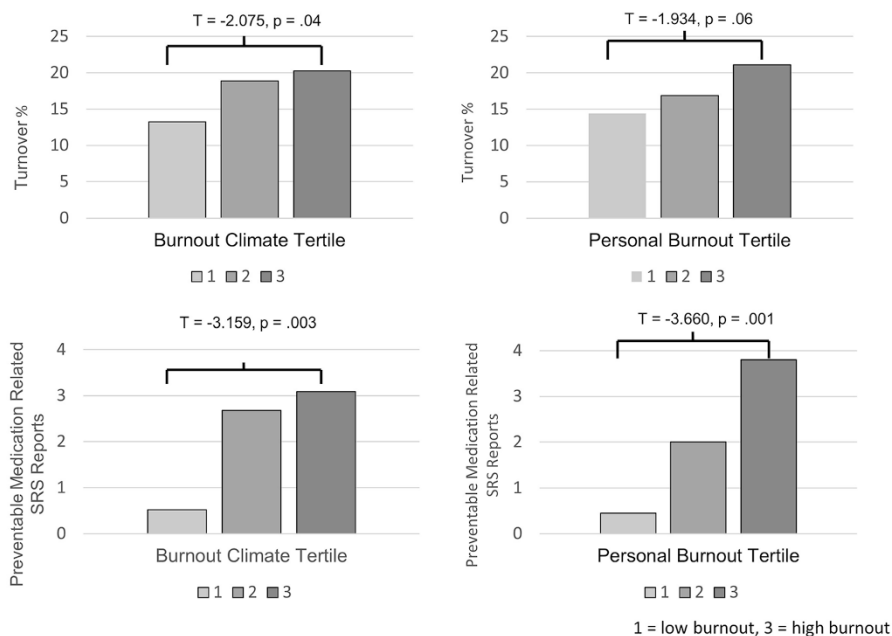 T = -2.075, p = .04
Turnover %
25
20
15
10
5
0
Burnout Climate Tertile
1 2 3
T = -1.934, p = .06
Turnover %
25
20
15
10
5
0
Personal Burnout Tertile
1 2 3
T = -3.159, p = .003
Preventable Medication Related
SRS Reports
4
3
2
1
0
Burnout Climate Tertile
1 2 3
T = -3.660, p = .001
Preventable Medication Related
SRS Reports
4
3
2
1
0
Personal Burnout Tertile
1 2 3
1 = low burnout, 3 = high burnout